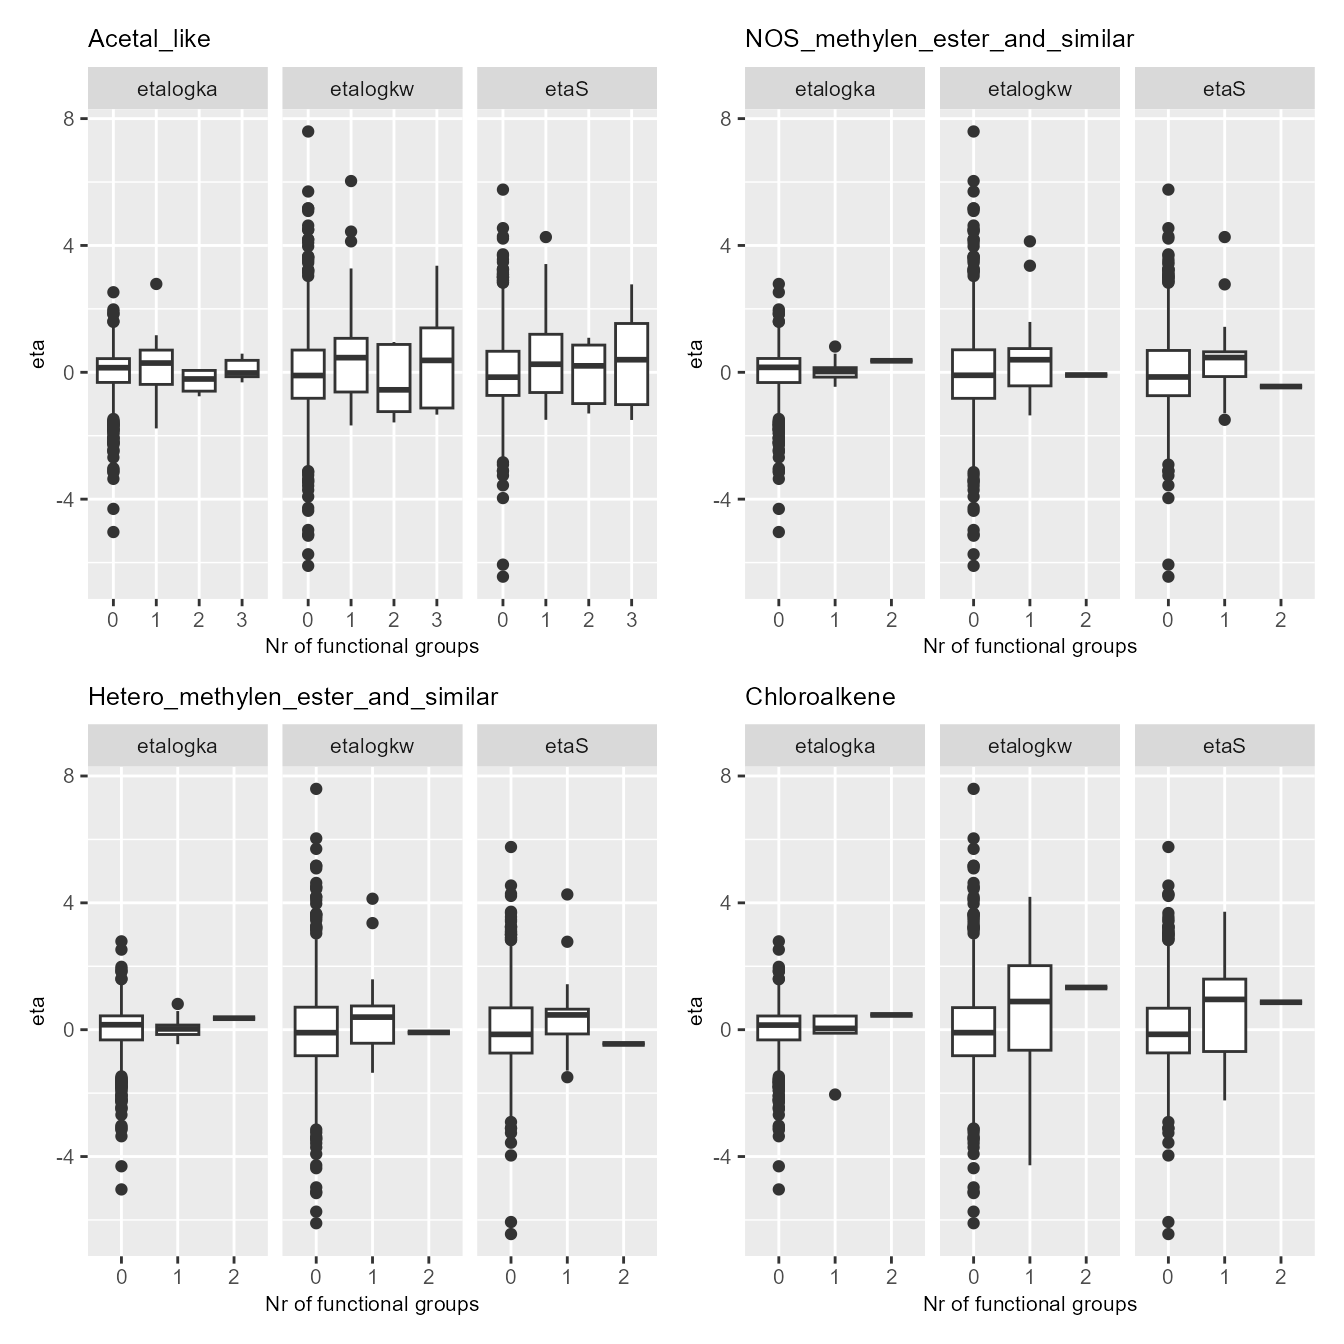 Acetal_like
etalogka etalogkw etaS
8
4
0
-4
eta
0 1 2 3 0 1 2 3 0 1 2 3
Nr of functional groups
NOS_methylen_ester_and_similar
etalogka etalogkw etaS
8
4
0
-4
eta
0 1 2 0 1 2 0 1 2
Nr of functional groups
Hetero_methylen_ester_and_similar
etalogka etalogkw etaS
8
4
0
-4
eta
0 1 2 0 1 2 0 1 2
Nr of functional groups
Chloroalkene
etalogka etalogkw etaS
8
4
0
-4
eta
0 1 2 0 1 2 0 1 2
Nr of functional groups